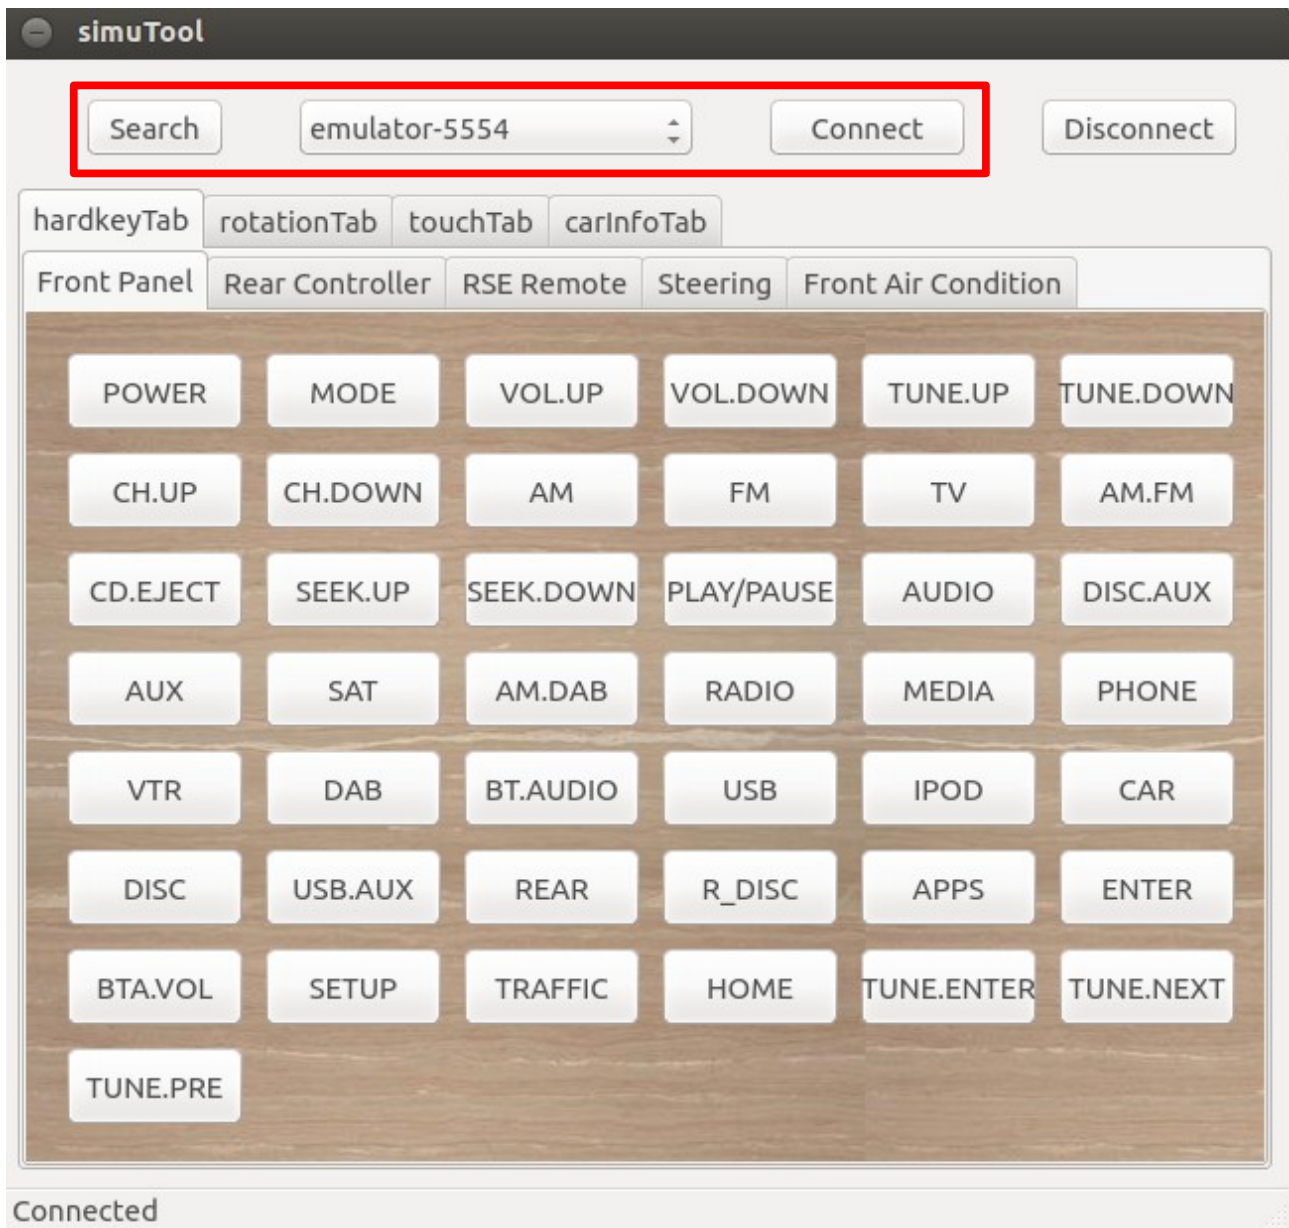 simuTool
Search emulator-5554 Connect Disconnect
hardkeyTab rotationTab touchTab carInfoTab
Front Panel Rear Controller RSE Remote Steering Front Air Condition
POWER MODE VOL.UP VOL.DOWN TUNE.UP TUNE.DOWN
CH.UP CH.DOWN AM FM TV AM.FM
CD.EJECT SEEK.UP SEEK.DOWN PLAY/PAUSE AUDIO DISC.AUX
AUX SAT AM.DAB RADIO MEDIA PHONE
VTR DAB BT.AUDIO USB IPOD CAR
DISC USB.AUX REAR R_DISC APPS ENTER
BTA.VOL SETUP TRAFFIC HOME TUNE.ENTER TUNE.NEXT
TUNE.PRE
Connected